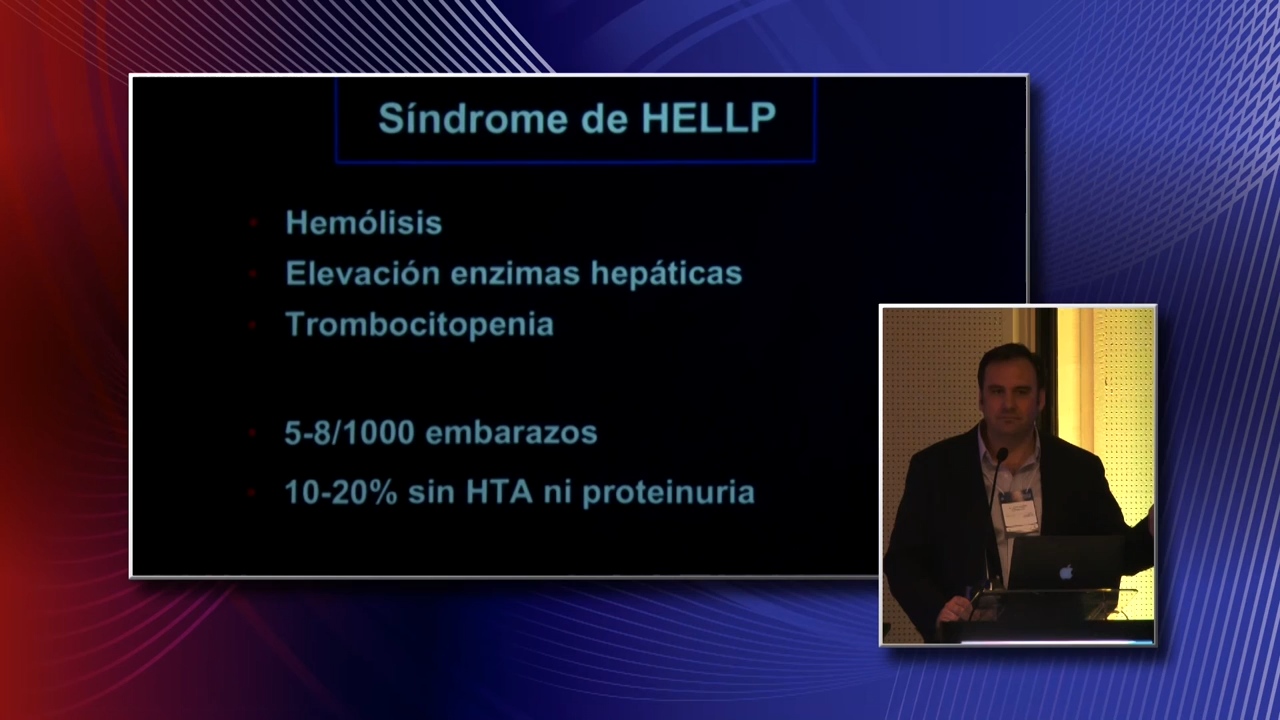 Síndrome de HELLP
Hemólisis
Elevación enzimas hepáticas
Trombocitopenia
5-8/1000 embarazos
10-20% sin HTA ni proteinuria